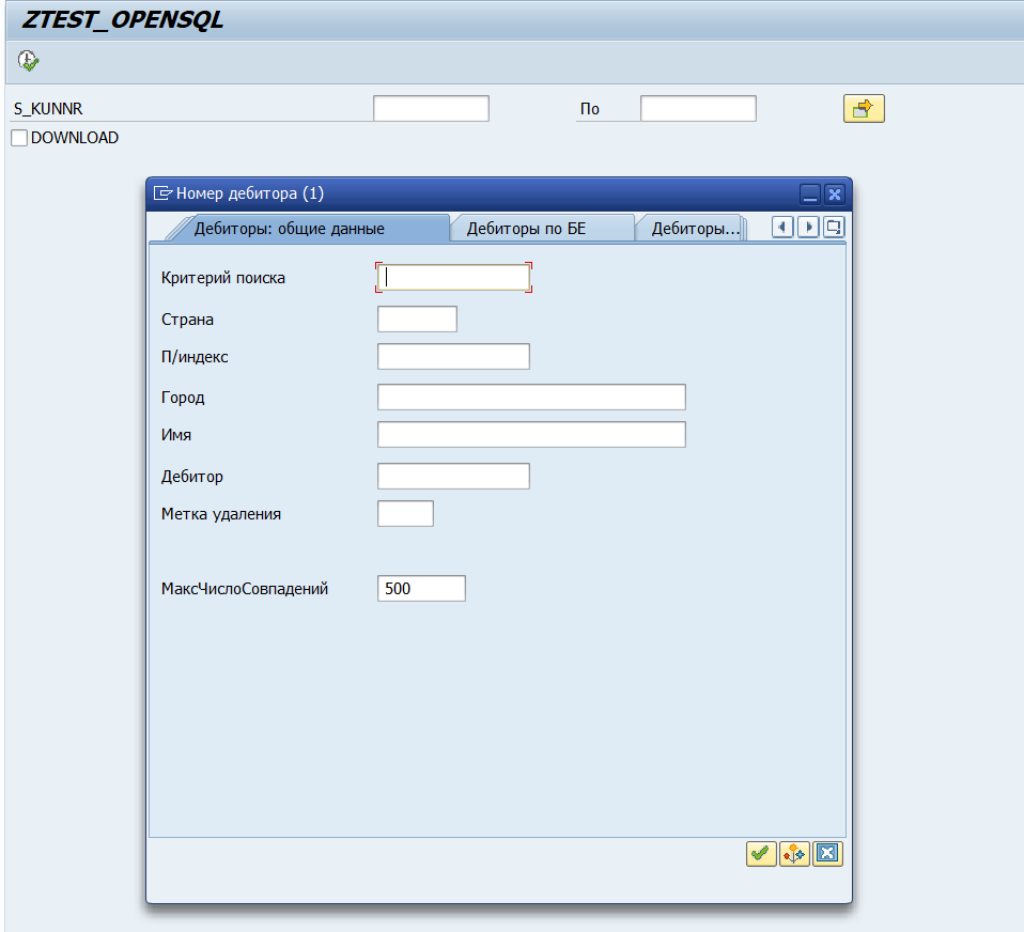 ZTEST_OPENSQL
S_KUNNR По
DOWNLOAD
Номер дебитора (1)
Дебиторы: общие данные Дебиторы по БЕ Дебиторы...
Критерий поиска
Страна
П/индекс
Город
Имя
Дебитор
Метка удаления
МаксЧислоСовпадений 500